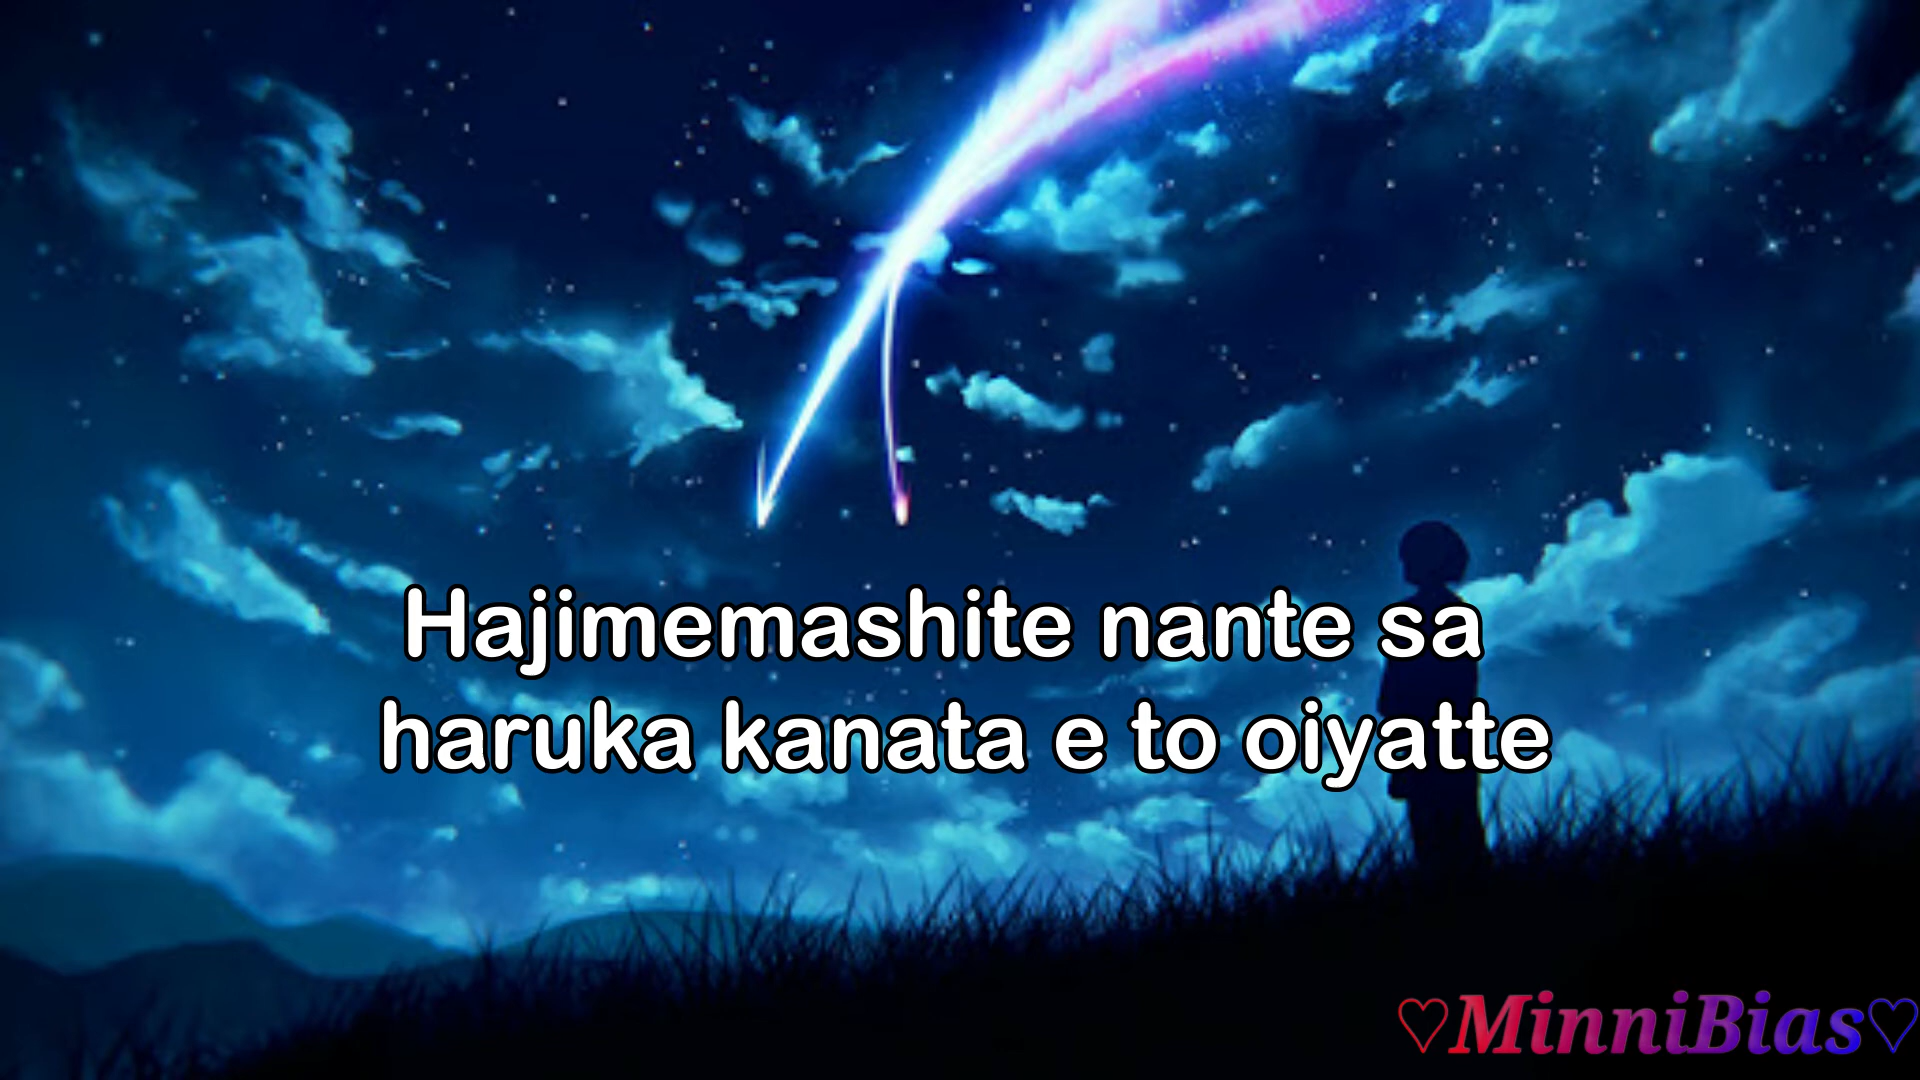 Hajimemashite nante sa
haruka kanata e to oiyatte
♡MinniBias♡